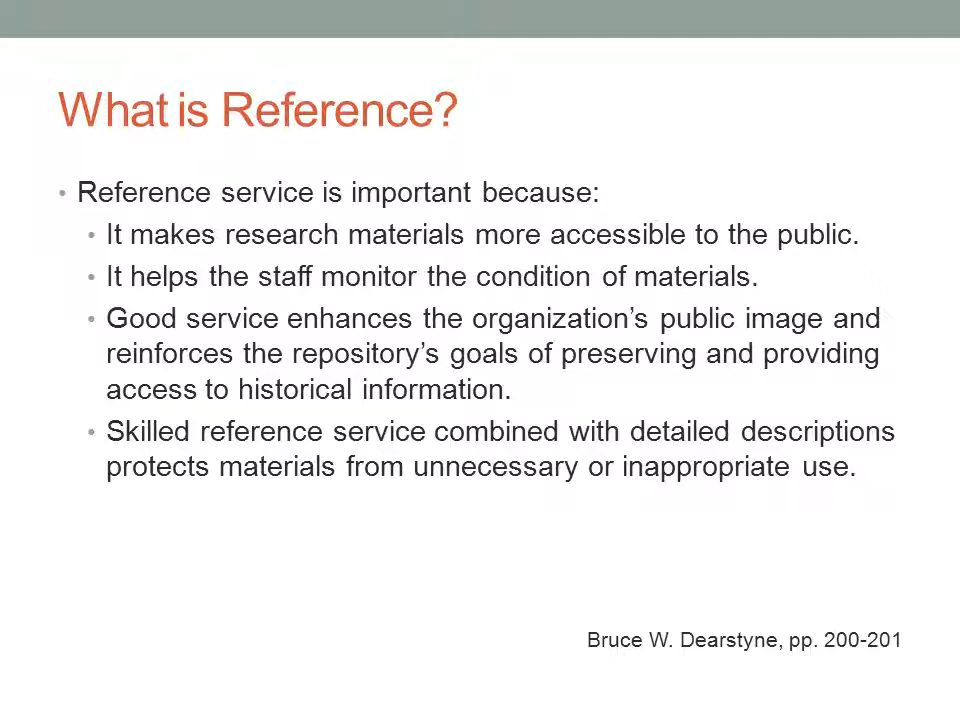 What is Reference?
• Reference service is important because:
• It makes research materials more accessible to the public.
• It helps the staff monitor the condition of materials.
• Good service enhances the organization’s public image and
reinforces the repository’s goals of preserving and providing
access to historical information.
• Skilled reference service combined with detailed descriptions
protects materials from unnecessary or inappropriate use.
Bruce W. Dearstyne, pp. 200-201